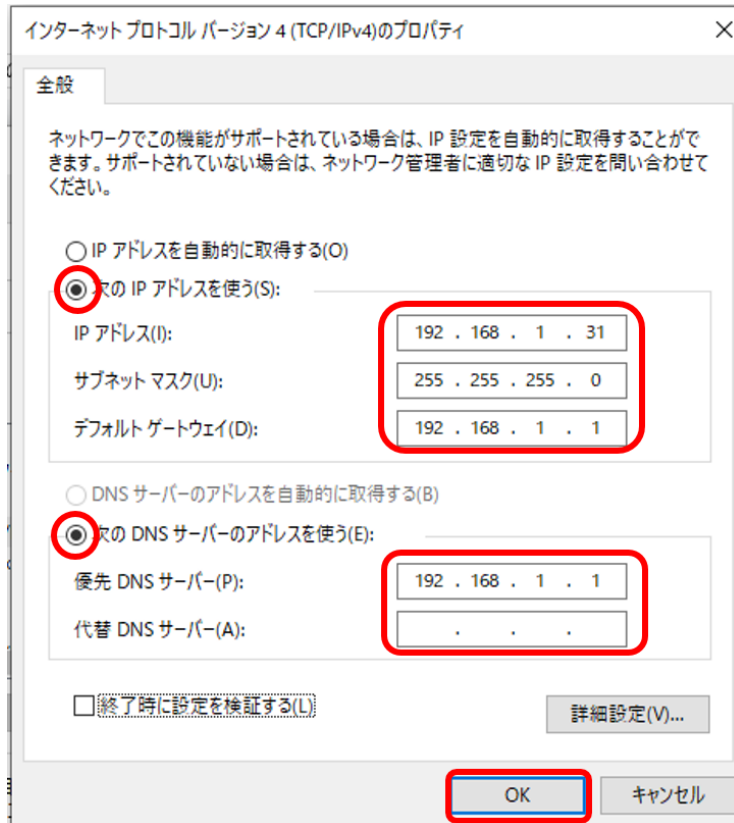 インターネット プロトコル バージョン 4 (TCP/IPv4)のプロパティ
全般
ネットワークでこの機能がサポートされている場合は、IP 設定を自動的に取得することがで
きます。サポートされていない場合は、ネットワーク管理者に適切な IP 設定を問い合わせて
ください。
IP アドレスを自動的に取得する(O)
次の IP アドレスを使う(S):
IP アドレス(I): 192 . 168 . 1 . 31
サブネット マスク(U): 255 . 255 . 255 . 0
デフォルト ゲートウェイ(D): 192 . 168 . 1 . 1
DNS サーバーのアドレスを自動的に取得する(B)
次の DNS サーバーのアドレスを使う(E):
優先 DNS サーバー(P): 192 . 168 . 1 . 1
代替 DNS サーバー(A): . . .
終了時に設定を検証する(L)
詳細設定(V)...
OK キャンセル